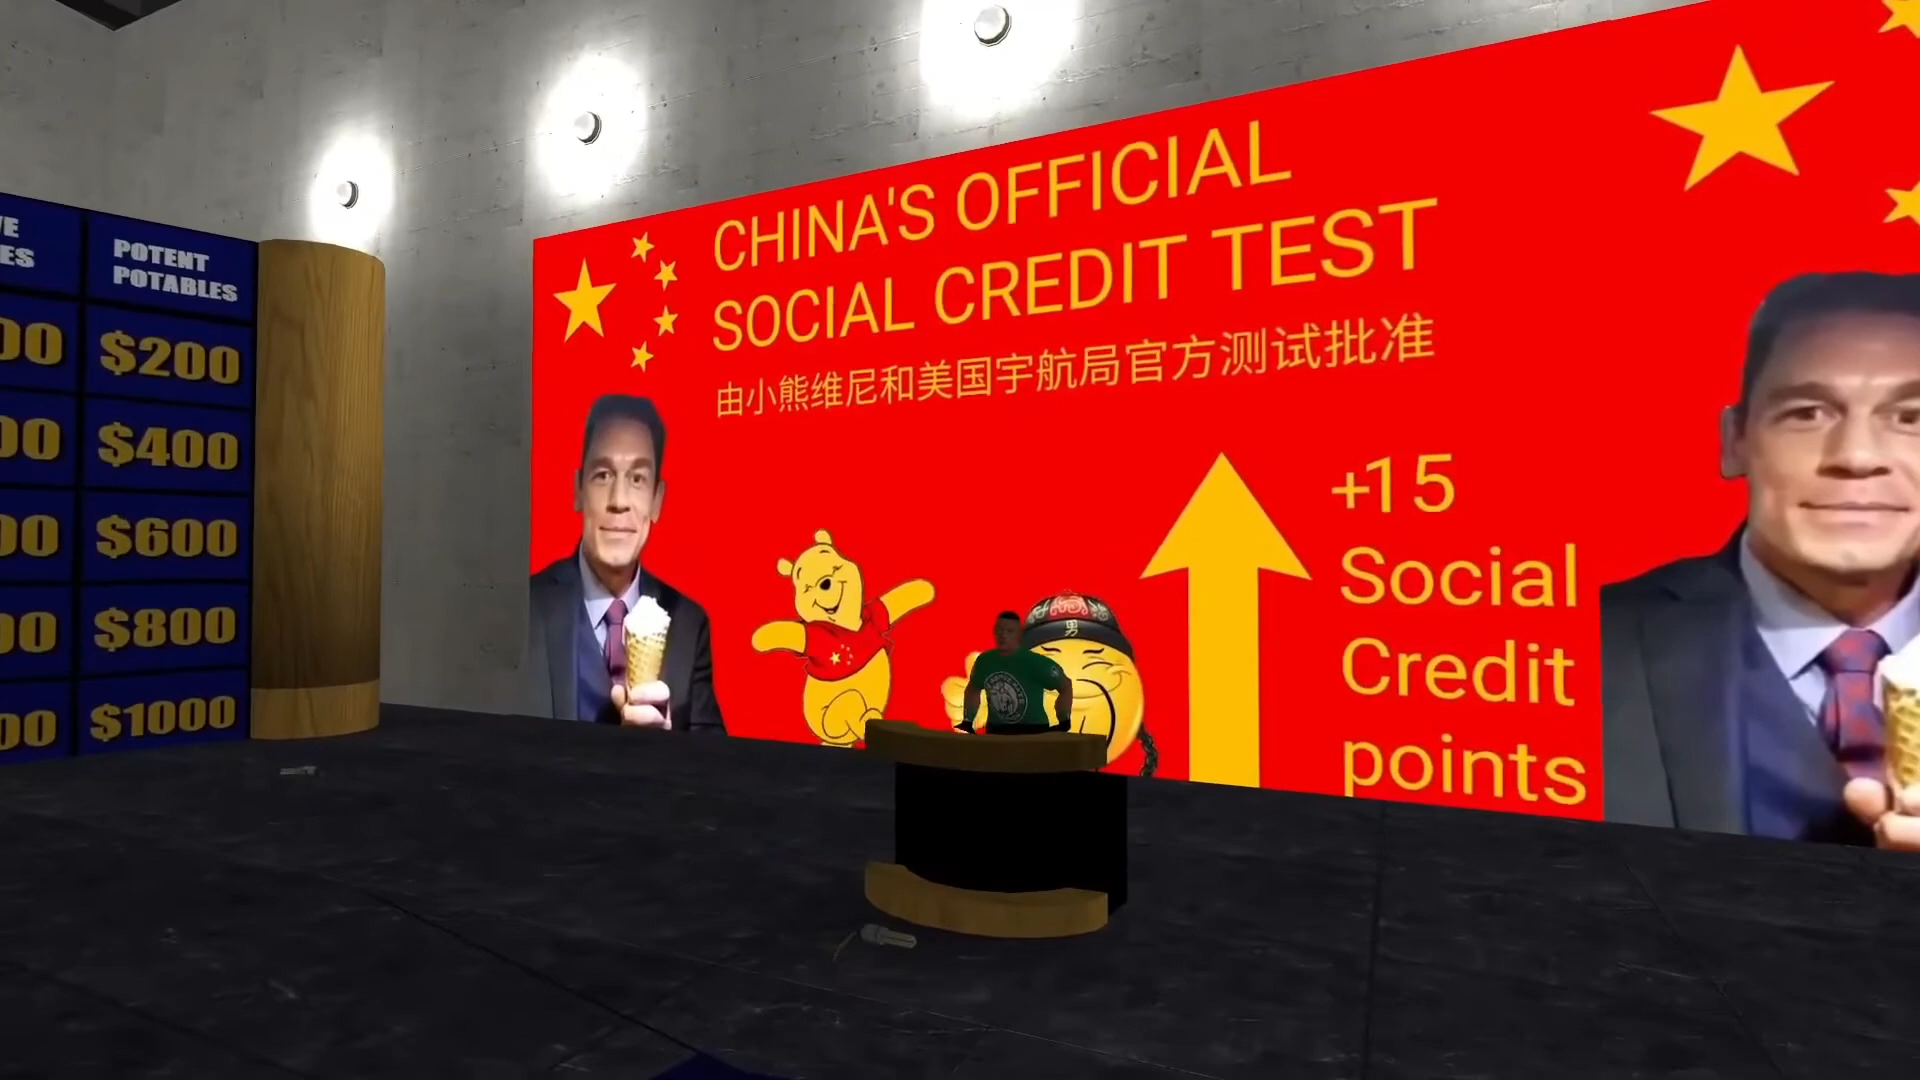 POTENT
POTABLES
$200
$400
$600
$800
$1000
CHINA'S OFFICIAL
SOCIAL CREDIT TEST
由小熊维尼和美国宇航局官方测试批准
+15
Social
Credit
points
男